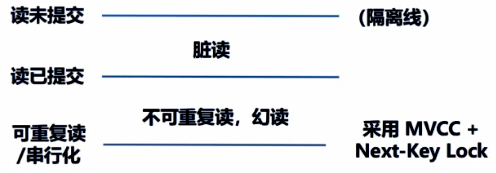 读未提交
(隔离线)
脏读
读已提交
不可重复读，幻读
可重复读
/串行化
采用 MVCC +
Next-Key Lock